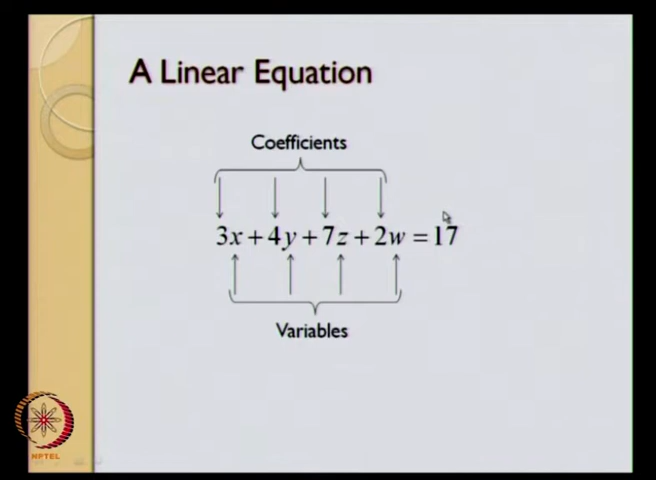 A Linear Equation
Coefficients
3x + 4y + 7z + 2w = 17
Variables
NPTEL